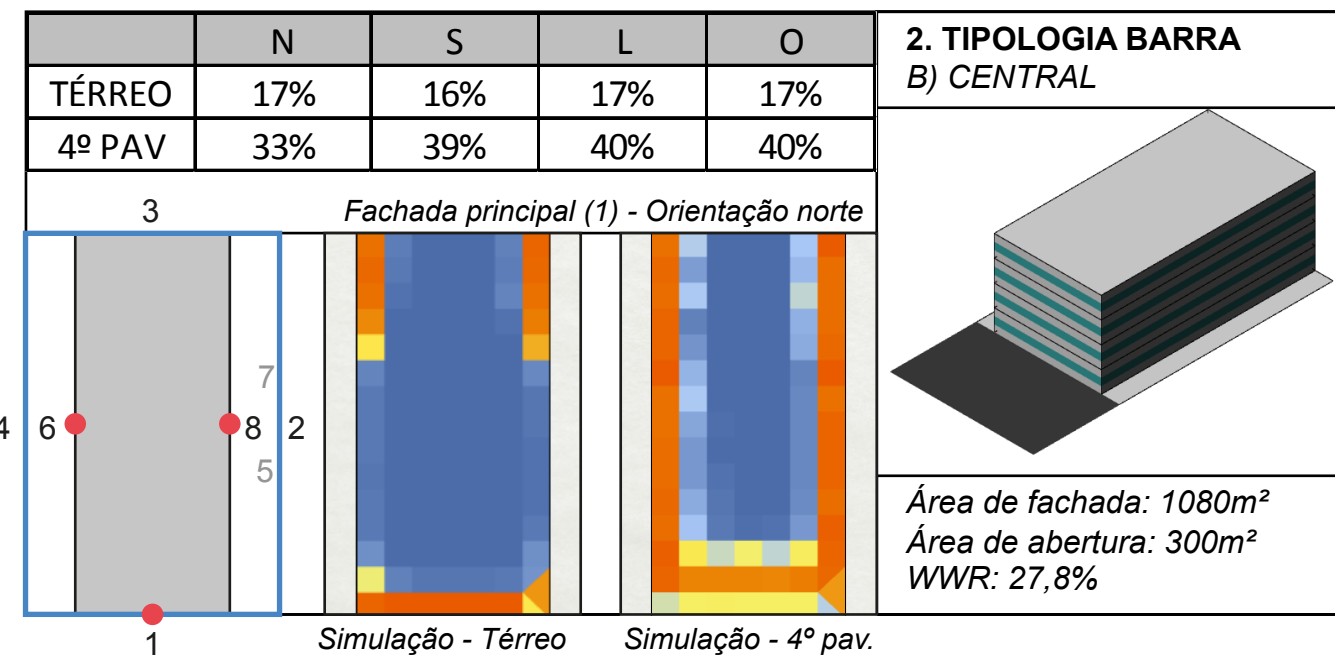 N S L O
TÉRREO 17% 16% 17% 17%
4º PAV 33% 39% 40% 40%
2. TIPOLOGIA BARRA
B) CENTRAL
3
Fachada principal (1) - Orientação norte
7
4 6 8 2
5
1
Simulação - Térreo
Simulação - 4º pav.
Área de fachada: 1080m²
Área de abertura: 300m²
WWR: 27,8%